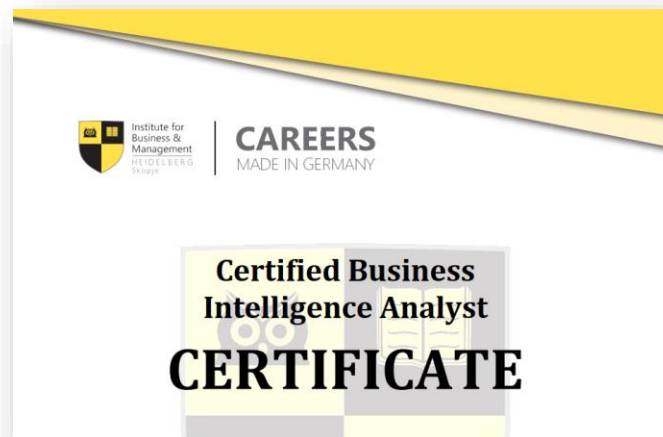 Institute for
Business &
Management
HEIDELBERG
Skopje
CAREERS
MADE IN GERMANY
Certified Business
Intelligence Analyst
CERTIFICATE